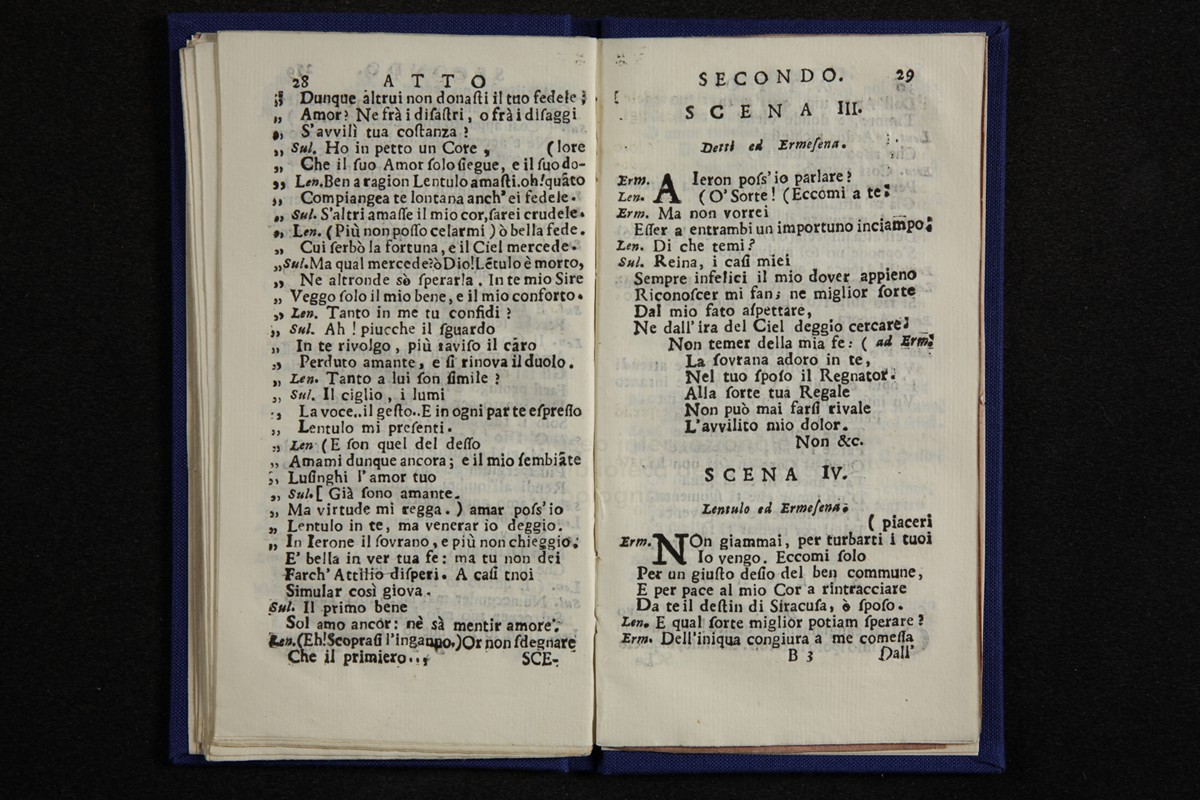 28 ATTO
„ Dunque altrui non donaſti il tuo fedele ;
„ Amor? Ne frà i diſaſtri, o frà i diſaggi
„ S'avvilì tua coſtanza ?
„ Sul. Ho in petto un Core , (lore
„ Che il ſuo Amor ſolo ſiegue, e il ſuo do-
„ Len. Ben a ragion Lentulo amaſti. oh! quãto
„ Compiangea te lontana anch' ei fedele.
„ Sul. S'altri amaſſe il mio cor, ſarei crudele.
„ Len. (Più non poſſo celarmi ) ò bella fede.
„ Cui ſerbò la fortuna, e il Ciel mercede.
„ Sul. Ma qual mercede? ò Dio! Lẽtulo è morto,
„ Ne altronde sè ſperarla . In te mio Sire
„ Veggo ſolo il mio bene, e il mio conforto.
„ Len. Tanto in me tu confidi ?
„ Sul. Ah ! piucche il ſguardo
„ In te rivolgo , più raviſo il caro
„ Perduto amante, e ſi rinova il duolo.
„ Len. Tanto a lui ſon ſimile ?
„ Sul. Il ciglio , i lumi
„ La voce.. il geſto.. E in ogni parte eſpreſſo
„ Lentulo mi preſenti.
„ Len (E ſon quel del deſſo
„ Amami dunque ancora; e il mio ſembiãte
„ Luſinghi l'amor tuo
„ Sul. [ Già ſono amante.
„ Ma virtude mi regga. ) amar poſs'io
„ Lentulo in te, ma venerar io deggio.
„ In Ierone il ſovrano, e più non chieggio.
E' bella in ver tua fe: ma tu non dei
Farch' Attilio diſperi. A caſi tnoi
Simular così giova.
Sul. Il primo bene
Sol amo ancor: nè sà mentir amore.
Len. (Eh! Scopraſi l'inganno.) Or non ſdegnare
Che il primiero...
SCE-
SECONDO. 29
SCENA III.
Detti ed Ermeſena.
Erm. AIeron poſs'io parlare?
Len. (O' Sorte! (Eccomi a te.
Erm. Ma non vorrei
Eſſer a entrambi un importuno inciampo.
Len. Di che temi?
Sul. Reina, i caſi miei
Sempre infelici il mio dover appieno
Riconoſcer mi fan; ne miglior ſorte
Dal mio fato aſpettare,
Ne dall'ira del Ciel deggio cercare.
Non temer della mia fe: ( ad Erm.
La ſovrana adoro in te,
Nel tuo ſpoſo il Regnator.
Alla ſorte tua Regale
Non può mai farſi rivale
L'avvilito mio dolor.
Non &c.
SCENA IV.
Lentulo ed Ermeſena.
( piaceri
Erm. NOn giammai, per turbarti i tuoi
Io vengo. Eccomi ſolo
Per un giuſto deſio del ben commune,
E per pace al mio Cor a rintracciare
Da te il deſtin di Siracuſa, ò ſpoſo.
Len. E qual ſorte miglior potiam ſperare ?
Erm. Dell'iniqua congiura a me comeſſa
B 3 Dall'